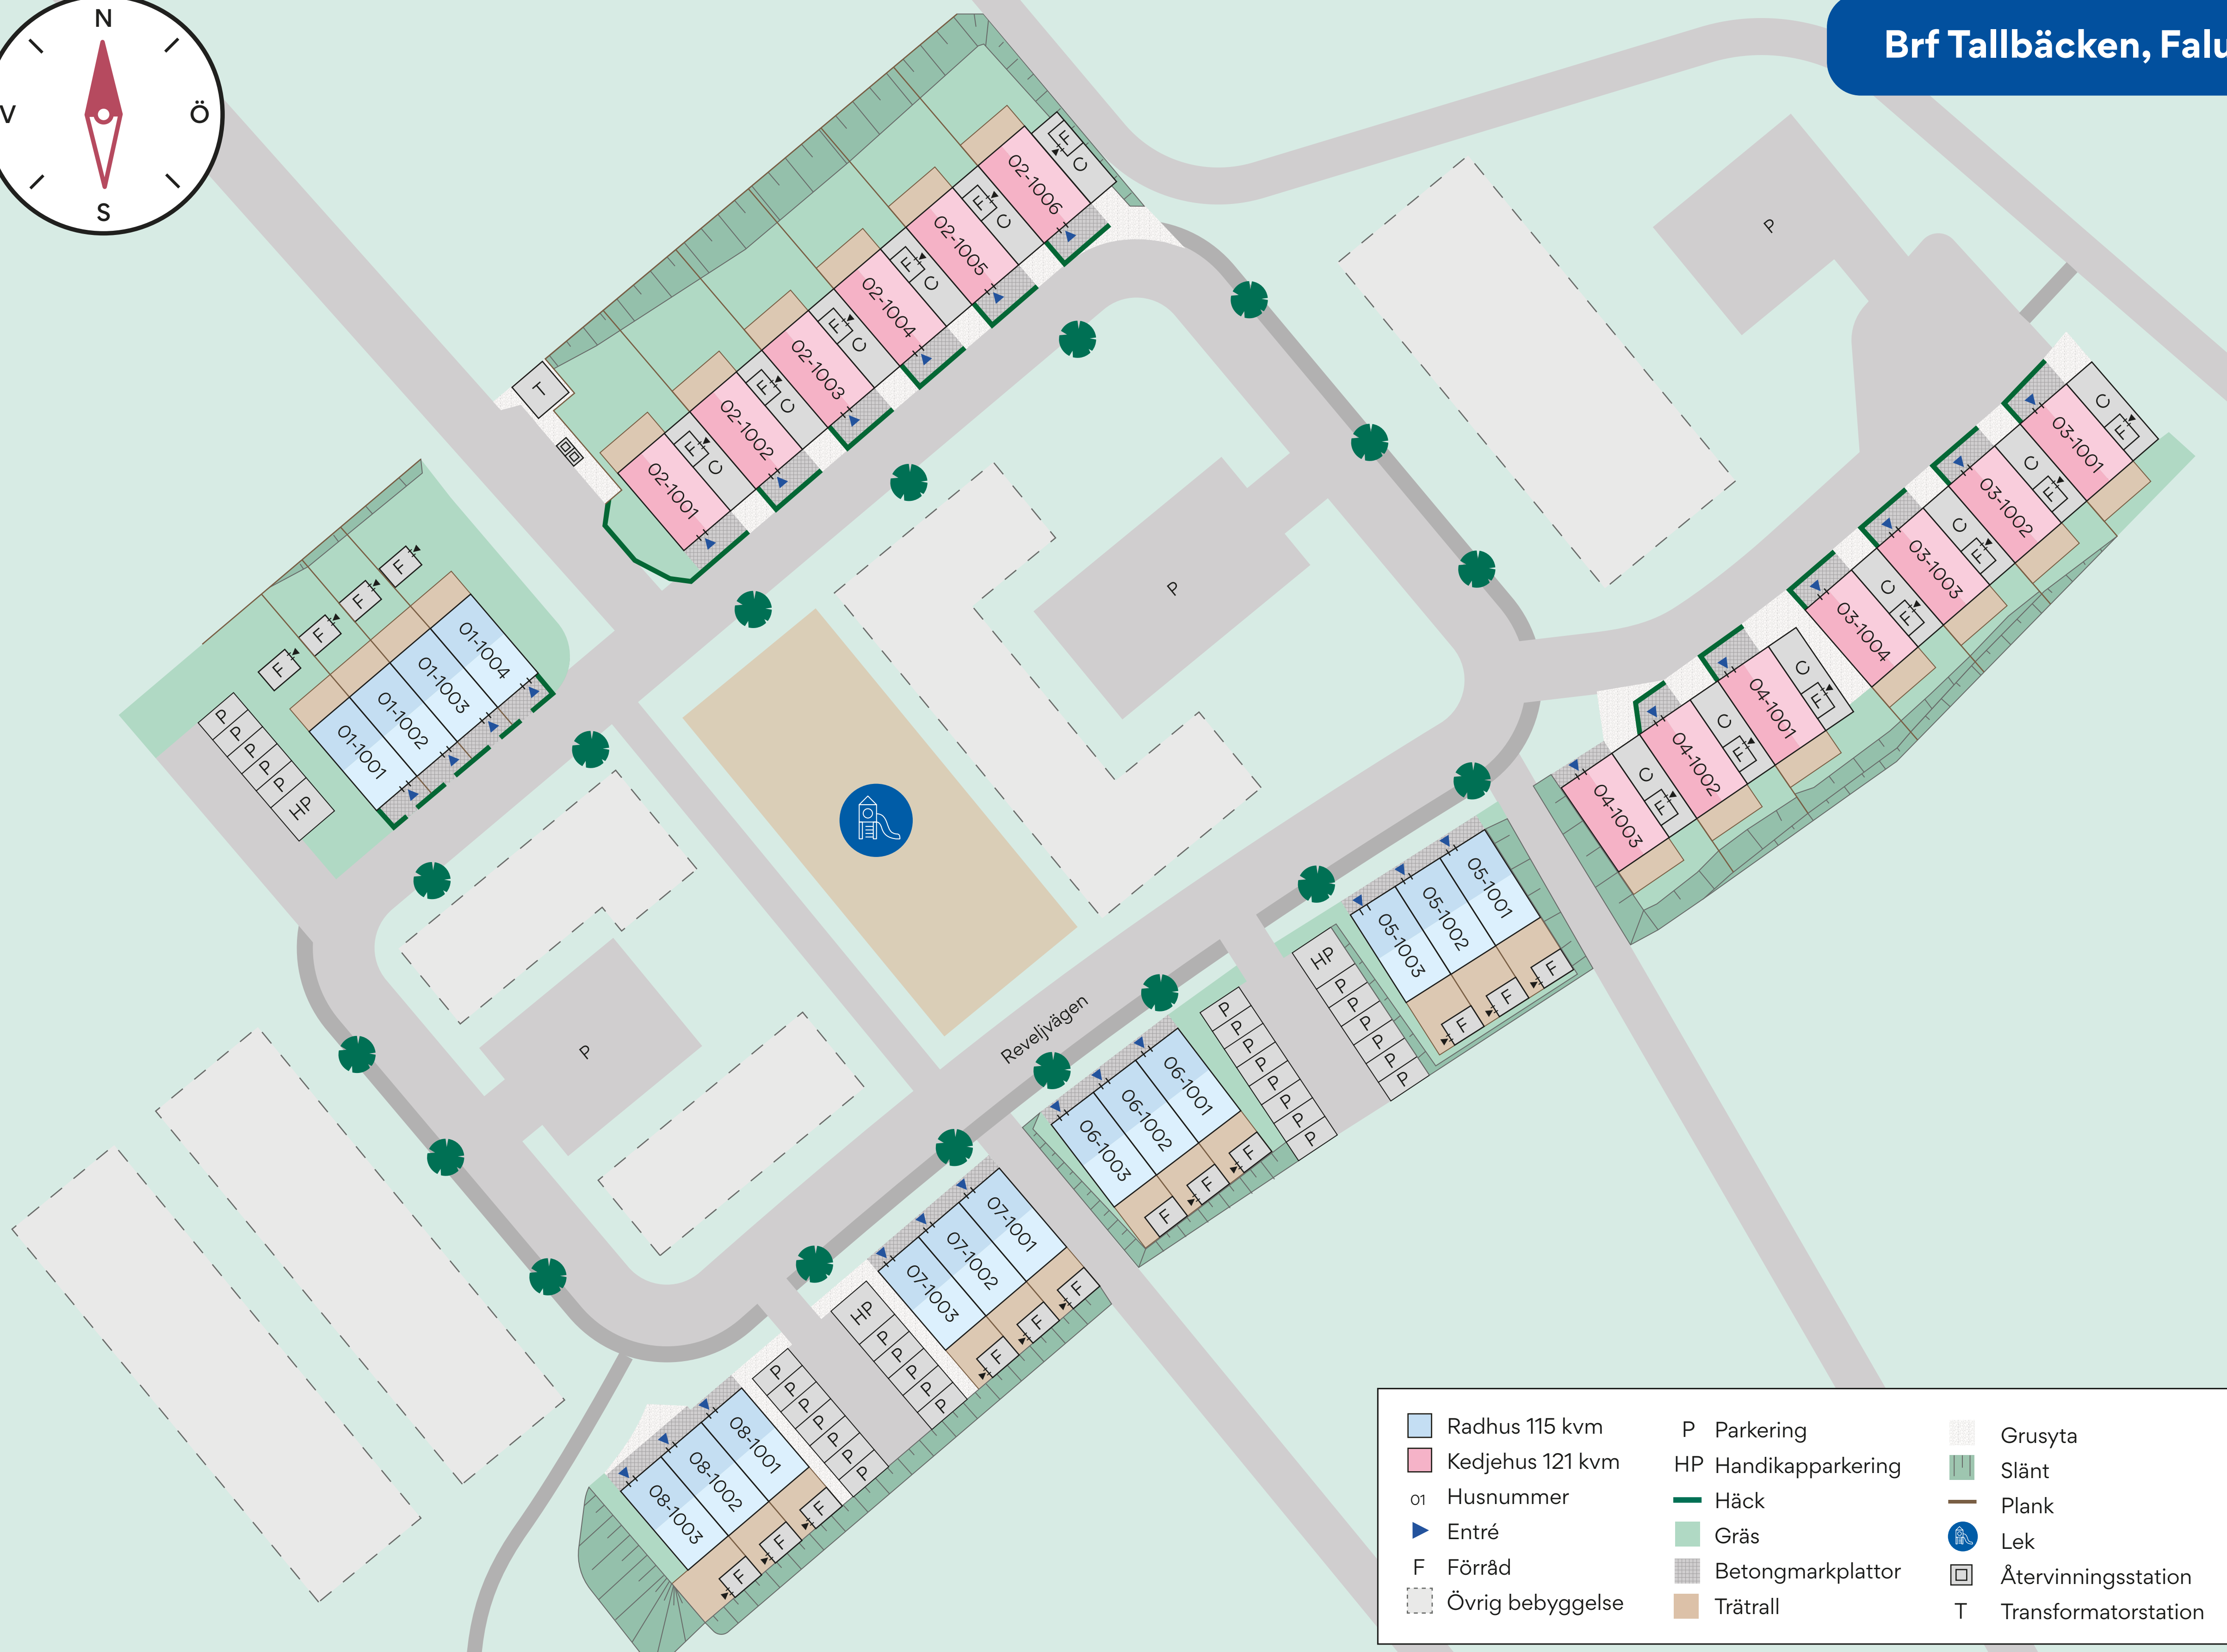 N
V
Ö
S
Brf Tallbäcken, Falu
02-1006
02-1005
02-1004
02-1003
02-1002
02-1001
F
C
F
C
F
C
F
C
F
C
F
C
T
P
P
P
03-1001
03-1002
03-1003
03-1004
C
F
C
F
C
F
C
F
04-1001
04-1002
04-1003
C
F
C
F
C
F
01-1004
01-1003
01-1002
01-1001
F
F
F
F
P
P
P
P
P
HP
05-1001
05-1002
05-1003
F
F
F
HP
P
P
P
P
P
P
Reveljvägen
06-1001
06-1002
06-1003
F
F
F
P
P
P
P
P
P
P
P
07-1001
07-1002
07-1003
F
F
F
HP
P
P
P
P
08-1001
08-1002
08-1003
F
F
F
P
P
P
P
P
P
Radhus 115 kvm
Kedjehus 121 kvm
01 Husnummer
Entré
F Förråd
Övrig bebyggelse
P Parkering
HP Handikapparkering
Häck
Gräs
Betongmarkplattor
Trätrall
Grusyta
Slänt
Plank
Lek
Återvinningsstation
T Transformatorstation